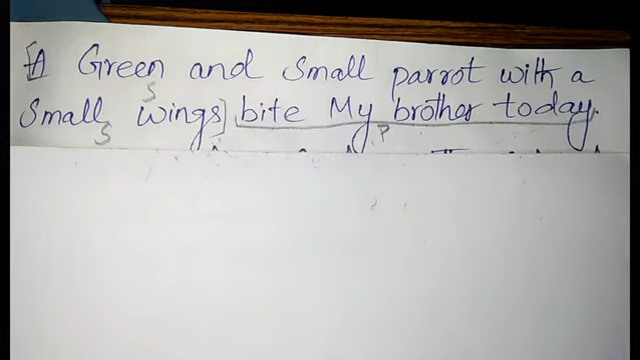 [A Green and Small parrot with a
S
Small wings] bite My brother today.
S P